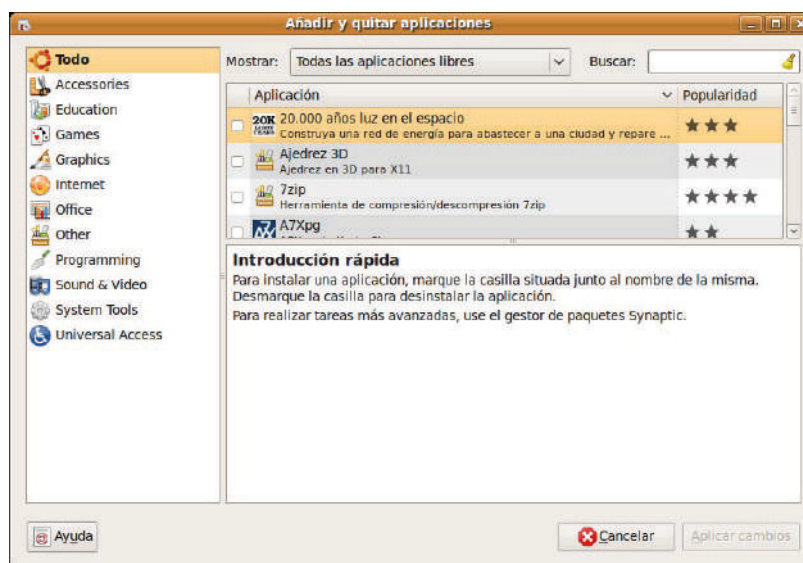 Añadir y quitar aplicaciones
Todo
Accessories
Education
Games
Graphics
Internet
Office
Other
Programming
Sound & Video
System Tools
Universal Access
Mostrar: Todas las aplicaciones libres Buscar:
Aplicación Popularidad
20K 20.000 años luz en el espacio
Construya una red de energía para abastecer a una ciudad y repare ...
Ajedrez 3D
Ajedrez en 3D para X11
7zip
Herramienta de compresión/descompresión 7zip
A7Xpg
Introducción rápida
Para instalar una aplicación, marque la casilla situada junto al nombre de la misma.
Desmarque la casilla para desinstalar la aplicación.
Para realizar tareas más avanzadas, use el gestor de paquetes Synaptic.
Ayuda Cancelar Aplicar cambios